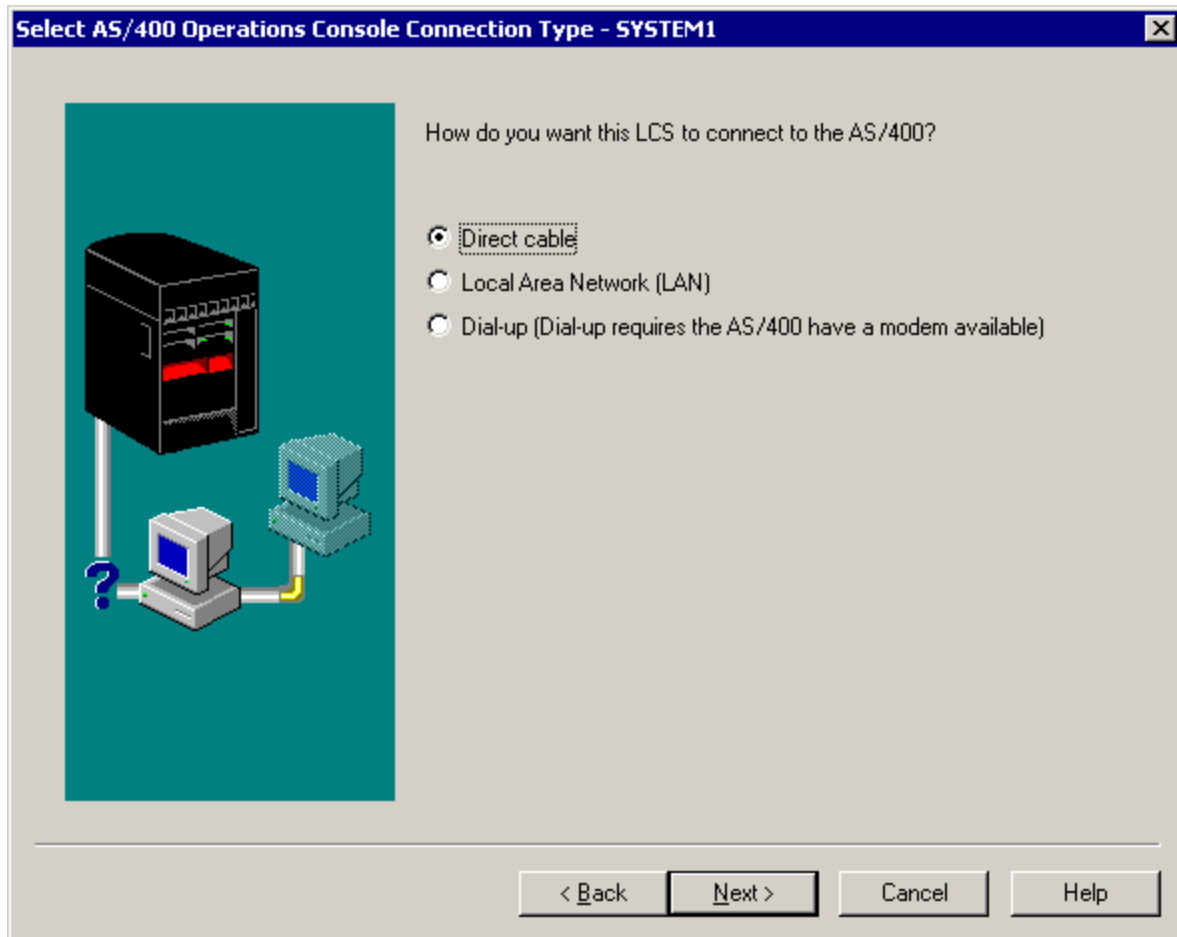 Select AS/400 Operations Console Connection Type - SYSTEM1
How do you want this LCS to connect to the AS/400?
Direct cable
Local Area Network (LAN)
Dial-up (Dial-up requires the AS/400 have a modem available)
?
< Back
Next >
Cancel
Help